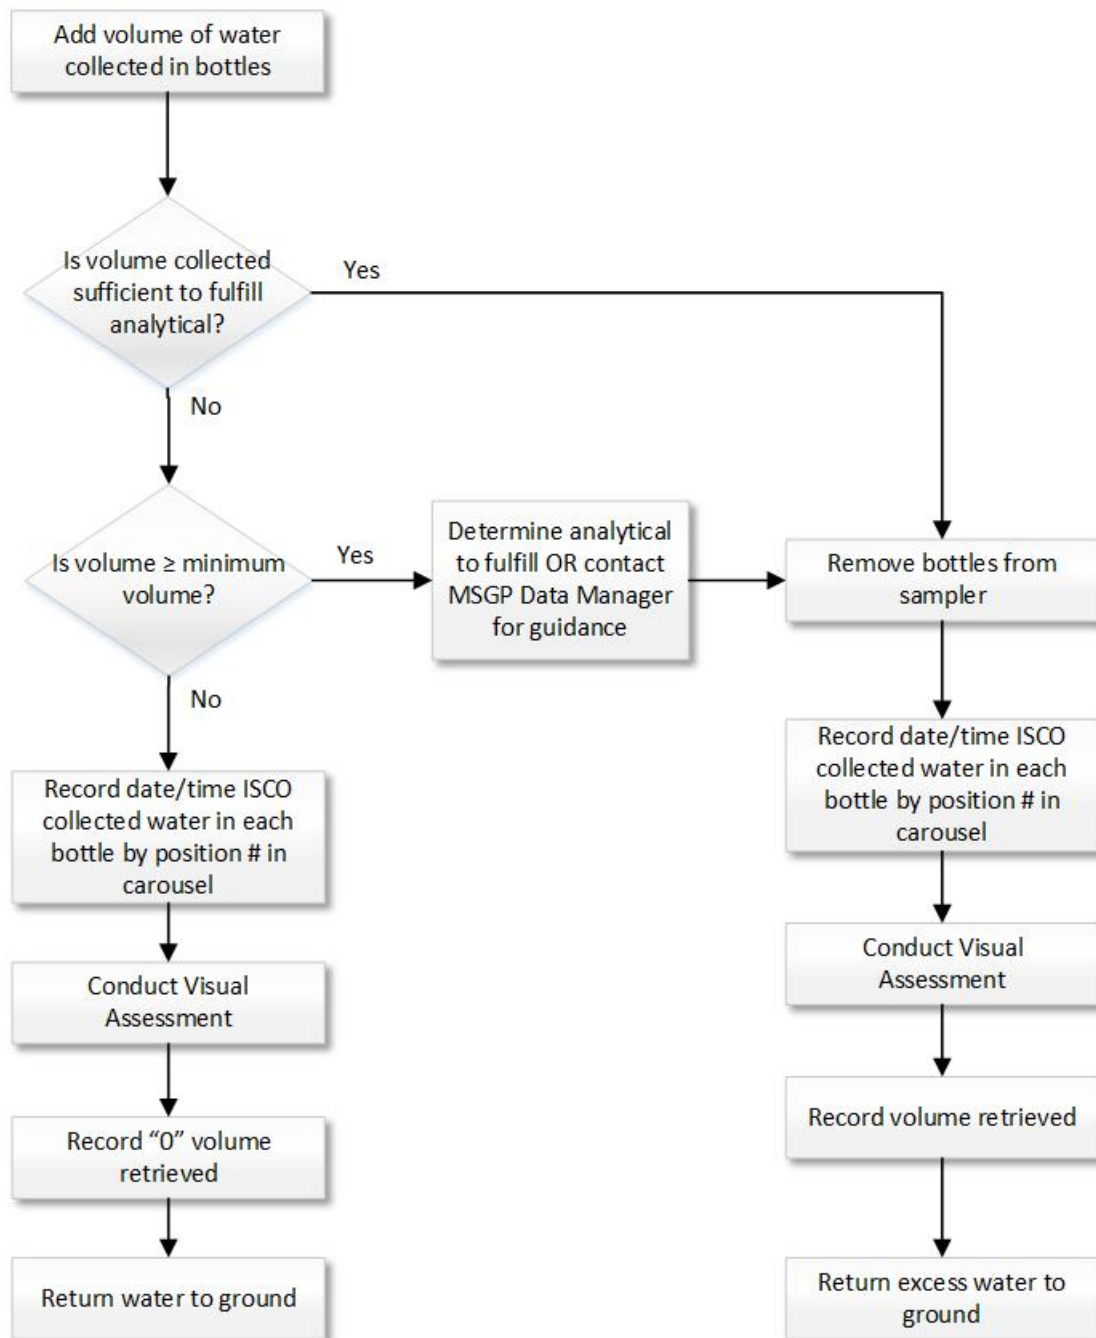 Add volume of water
collected in bottles
Is volume collected
sufficient to fulfill
analytical?
Yes
No
Is volume ≥ minimum
volume?
Yes
Determine analytical
to fulfill OR contact
MSGP Data Manager
for guidance
Remove bottles from
sampler
No
Record date/time ISCO
collected water in each
bottle by position # in
carousel
Conduct Visual
Assessment
Record “0” volume
retrieved
Return water to ground
Record date/time ISCO
collected water in each
bottle by position # in
carousel
Conduct Visual
Assessment
Record volume retrieved
Return excess water to
ground